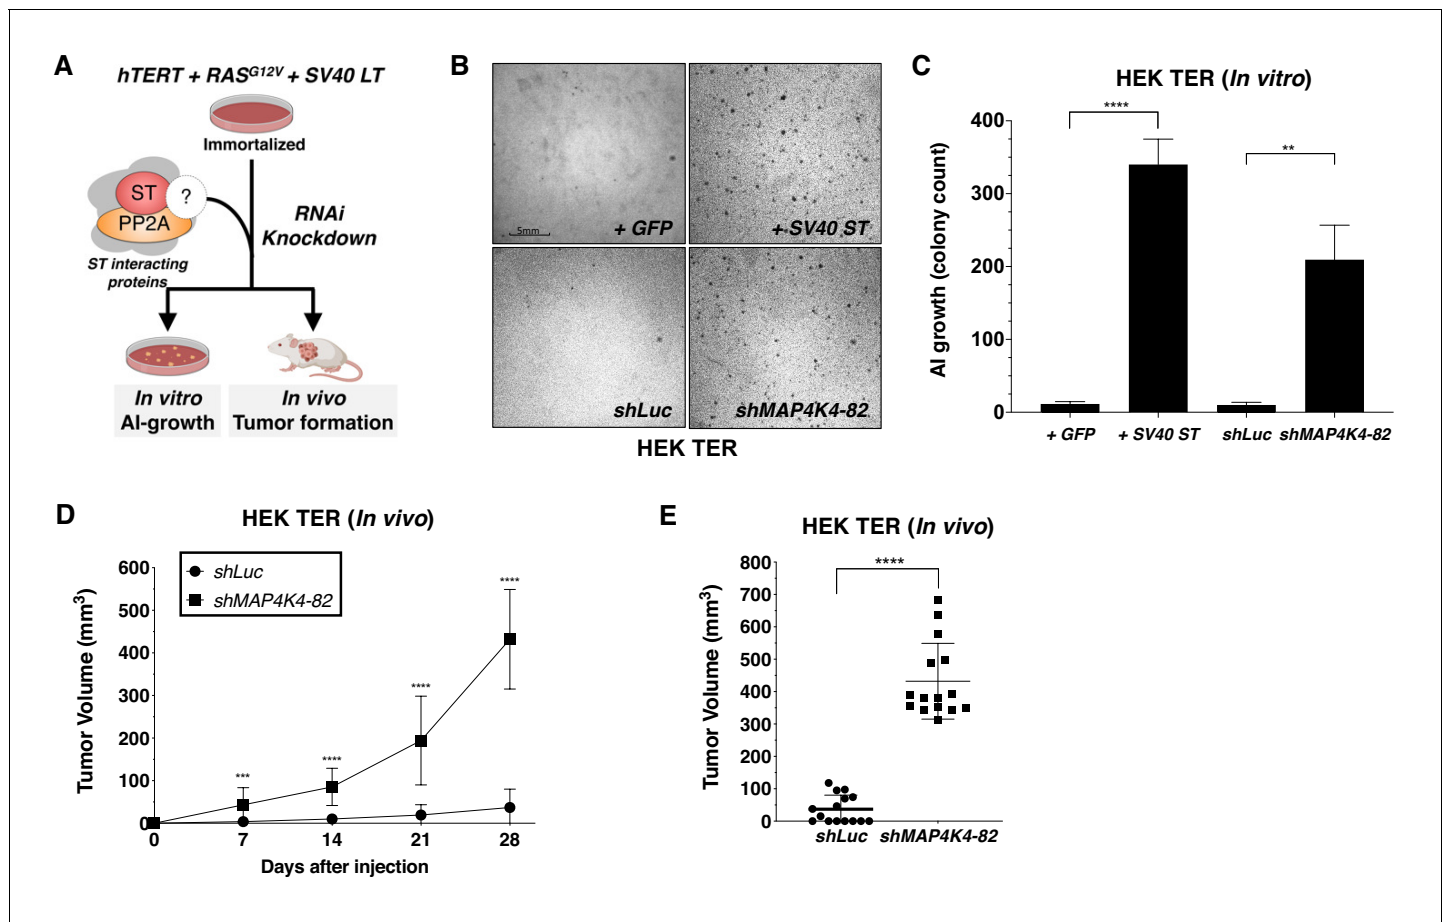 A
hTERT + RASG12V + SV40 LT
Immortalized
ST
?
PP2A
RNAi
Knockdown
ST interacting
proteins
In vitro
AI-growth
In vivo
Tumor formation
B
5mm
+ GFP
+ SV40 ST
shLuc
shMAP4K4-82
HEK TER
C
HEK TER (In vitro)
****
**
AI growth (colony count)
400
300
200
100
0
+ GFP
+ SV40 ST
shLuc
shMAP4K4-82
D
HEK TER (In vivo)
shLuc
shMAP4K4-82
Tumor Volume (mm3)
600
500
400
300
200
100
0
***
****
****
****
0
7
14
21
28
Days after injection
E
HEK TER (In vivo)
****
Tumor Volume (mm3)
800
700
600
500
400
300
200
100
0
shLuc
shMAP4K4-82